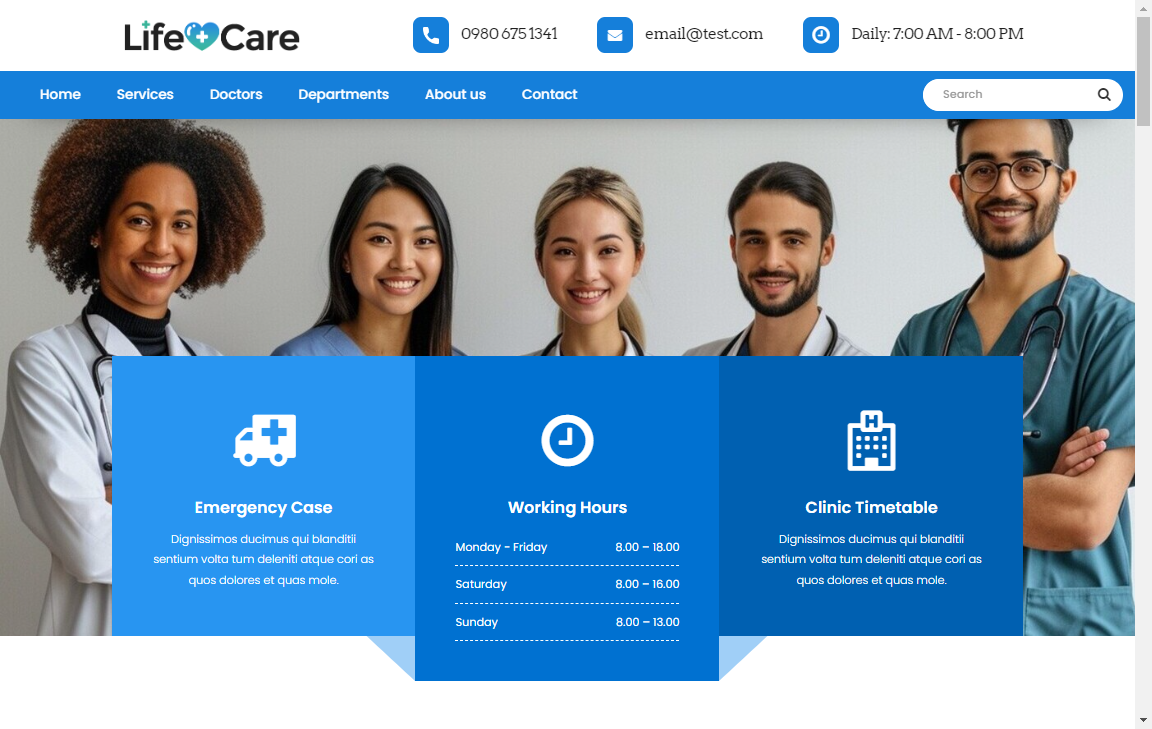 Life Care
0980 675 1341
email@test.com
Daily: 7:00 AM - 8:00 PM
Home
Services
Doctors
Departments
About us
Contact
Search
H
Emergency Case
Dignissimos ducimus qui blanditii
sentium volta tum deleniti atque cori as
quos dolores et quas mole.
Working Hours
Monday - Friday 8.00 – 18.00
Saturday 8.00 – 16.00
Sunday 8.00 – 13.00
Clinic Timetable
Dignissimos ducimus qui blanditii
sentium volta tum deleniti atque cori as
quos dolores et quas mole.